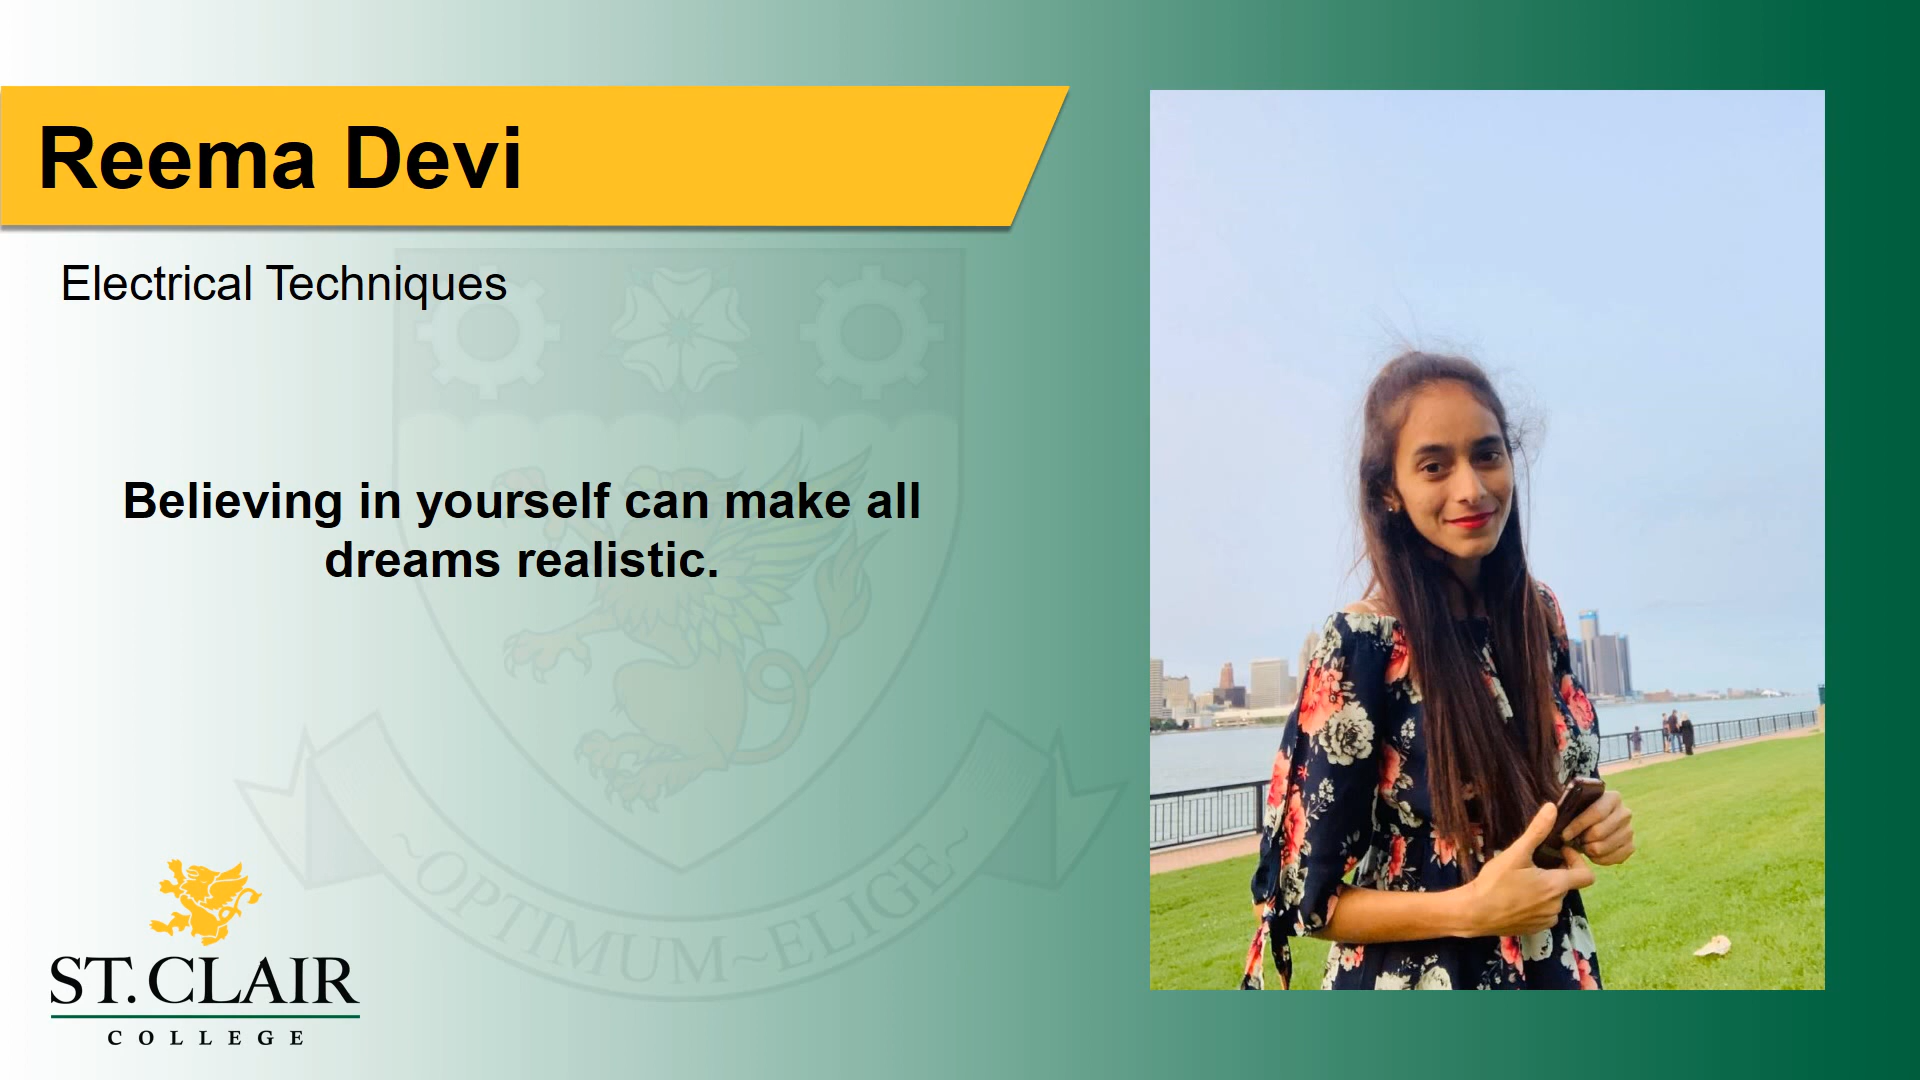 Reema Devi
Electrical Techniques
Believing in yourself can make all
dreams realistic.
~OPTIMUM~ELIGE~
ST. CLAIR
COLLEGE